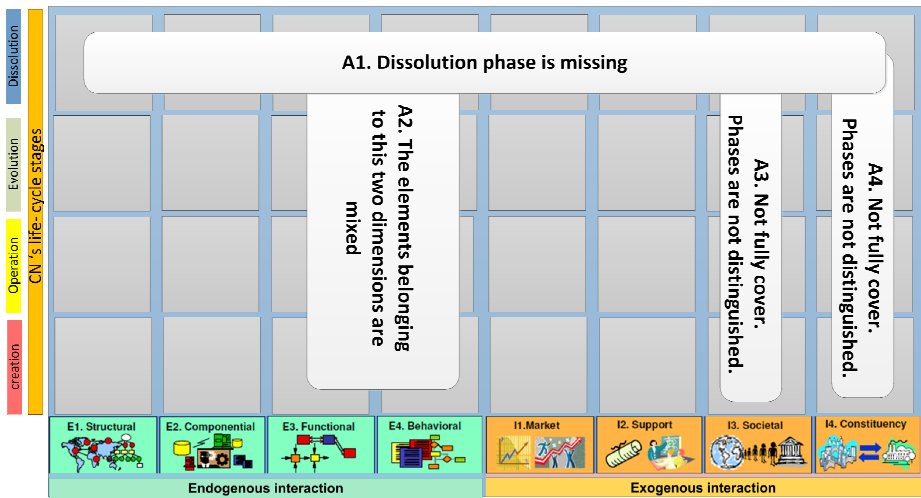 Dissolution
Evolution
Operation
creation
CN ‘s life- cycle stages
A1. Dissolution phase is missing
A2. The elements belonging
to this two dimensions are
mixed
A3. Not fully cover.
Phases are not distinguished.
A4. Not fully cover.
Phases are not distinguished.
E1. Structural
E2. Componential
E3. Functional
E4. Behavioral
I1.Market
I2. Support
I3. Societal
I4. Constituency
Endogenous interaction
Exogenous interaction